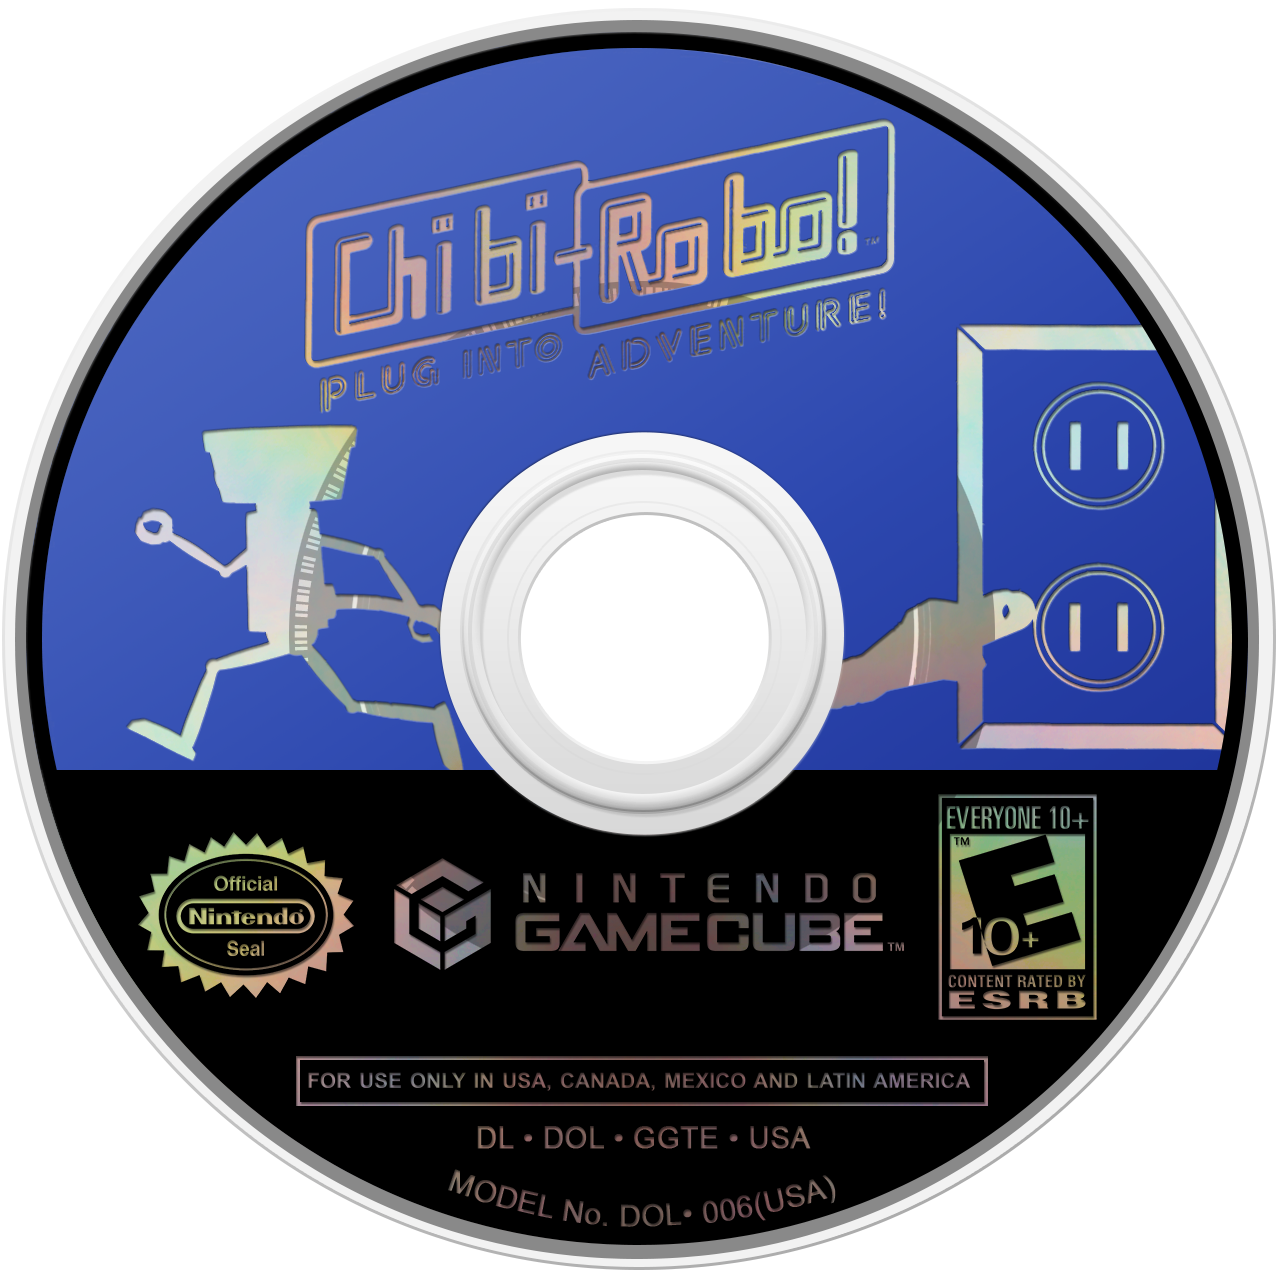 Chibi-Robo!™
PLUG INTO ADVENTURE!
EVERYONE 10+
™
E
10+
CONTENT RATED BY
ESRB
Official
Nintendo®
Seal
NINTENDO
GAMECUBE™
FOR USE ONLY IN USA, CANADA, MEXICO AND LATIN AMERICA
DL • DOL • GGTE • USA
MODEL No. DOL• 006(USA)